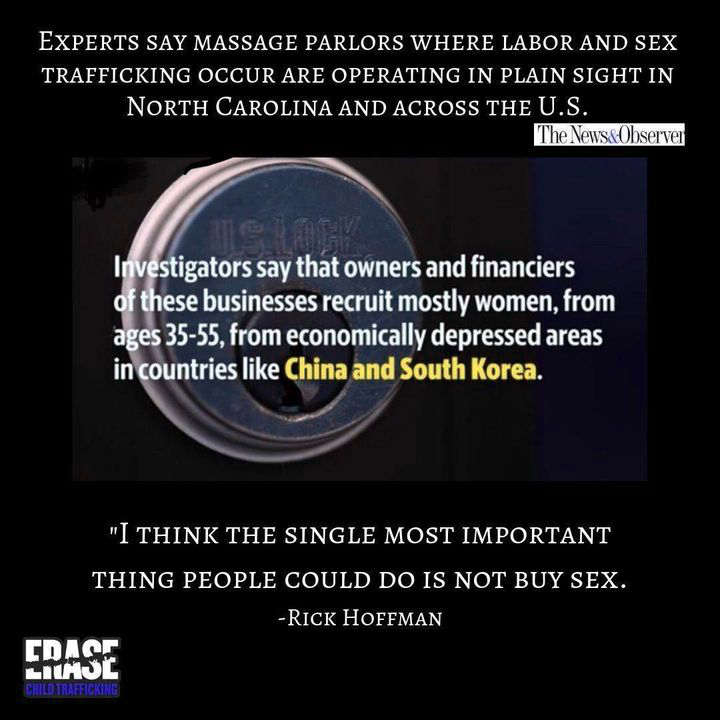 Experts say massage parlors where labor and sex
trafficking occur are operating in plain sight in
North Carolina and across the U.S.
The News&Observer
U.S. LOCK
Investigators say that owners and financiers
of these businesses recruit mostly women, from
ages 35-55, from economically depressed areas
in countries like China and South Korea.
"I think the single most important
thing people could do is not buy sex.
-Rick Hoffman
ERASE
CHILD TRAFFICKING